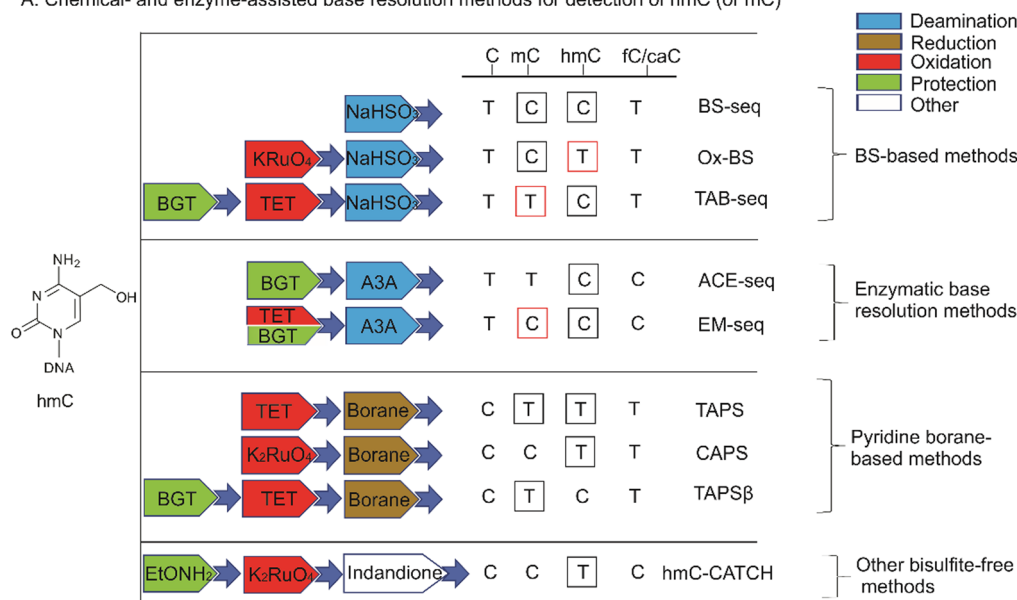 A. Chemical- and enzyme-assisted base resolution methods for detection of hmC (or mC)
Deamination
Reduction
Oxidation
Protection
Other
C mC hmC fC/caC
NaHSO3 T C C T BS-seq
KRuO4 NaHSO3 T C T T Ox-BS
BGT TET NaHSO3 T T C T TAB-seq
BS-based methods
BGT A3A T T C C ACE-seq
TET
BGT A3A T C C C EM-seq
Enzymatic base
resolution methods
NH2
N
OH
O
N
DNA
hmC
TET Borane C T T T TAPS
K2RuO4 Borane C C T T CAPS
BGT TET Borane C T C T TAPSβ
Pyridine borane-
based methods
EtONH2 K2RuO4 Indandione C C T C hmC-CATCH
Other bisulfite-free
methods